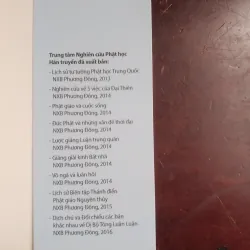 Trung tâm Nghiên cứu Phật học
Hán truyền đã xuất bản:
- Lịch sử tư tưởng Phật học Trung Quốc
NXB Phương Đông, 2013
- Nghiên cứu về 5 việc của Đại Thiên
NXB Phương Đông, 2014
- Phật giáo và cuộc sống
NXB Phương Đông, 2014
- Đức Phật và những vấn đề thời đại
NXB Phương Đông, 2014
- Lược giảng Luận trung quán
NXB Phương Đông, 2014
- Giảng giải kinh Bát nhã
NXB Phương Đông, 2014
- Vô ngã và luân hồi
NXB Phương Đông, 2014
- Lịch sử Biên tập Thánh điển
Phật giáo Nguyên thủy
NXB Phương Đông, 2015
- Dịch chú và Đối chiếu các bản
khác nhau về Dị Bộ Tông Luân Luận
NXB Phương Đông, 2016